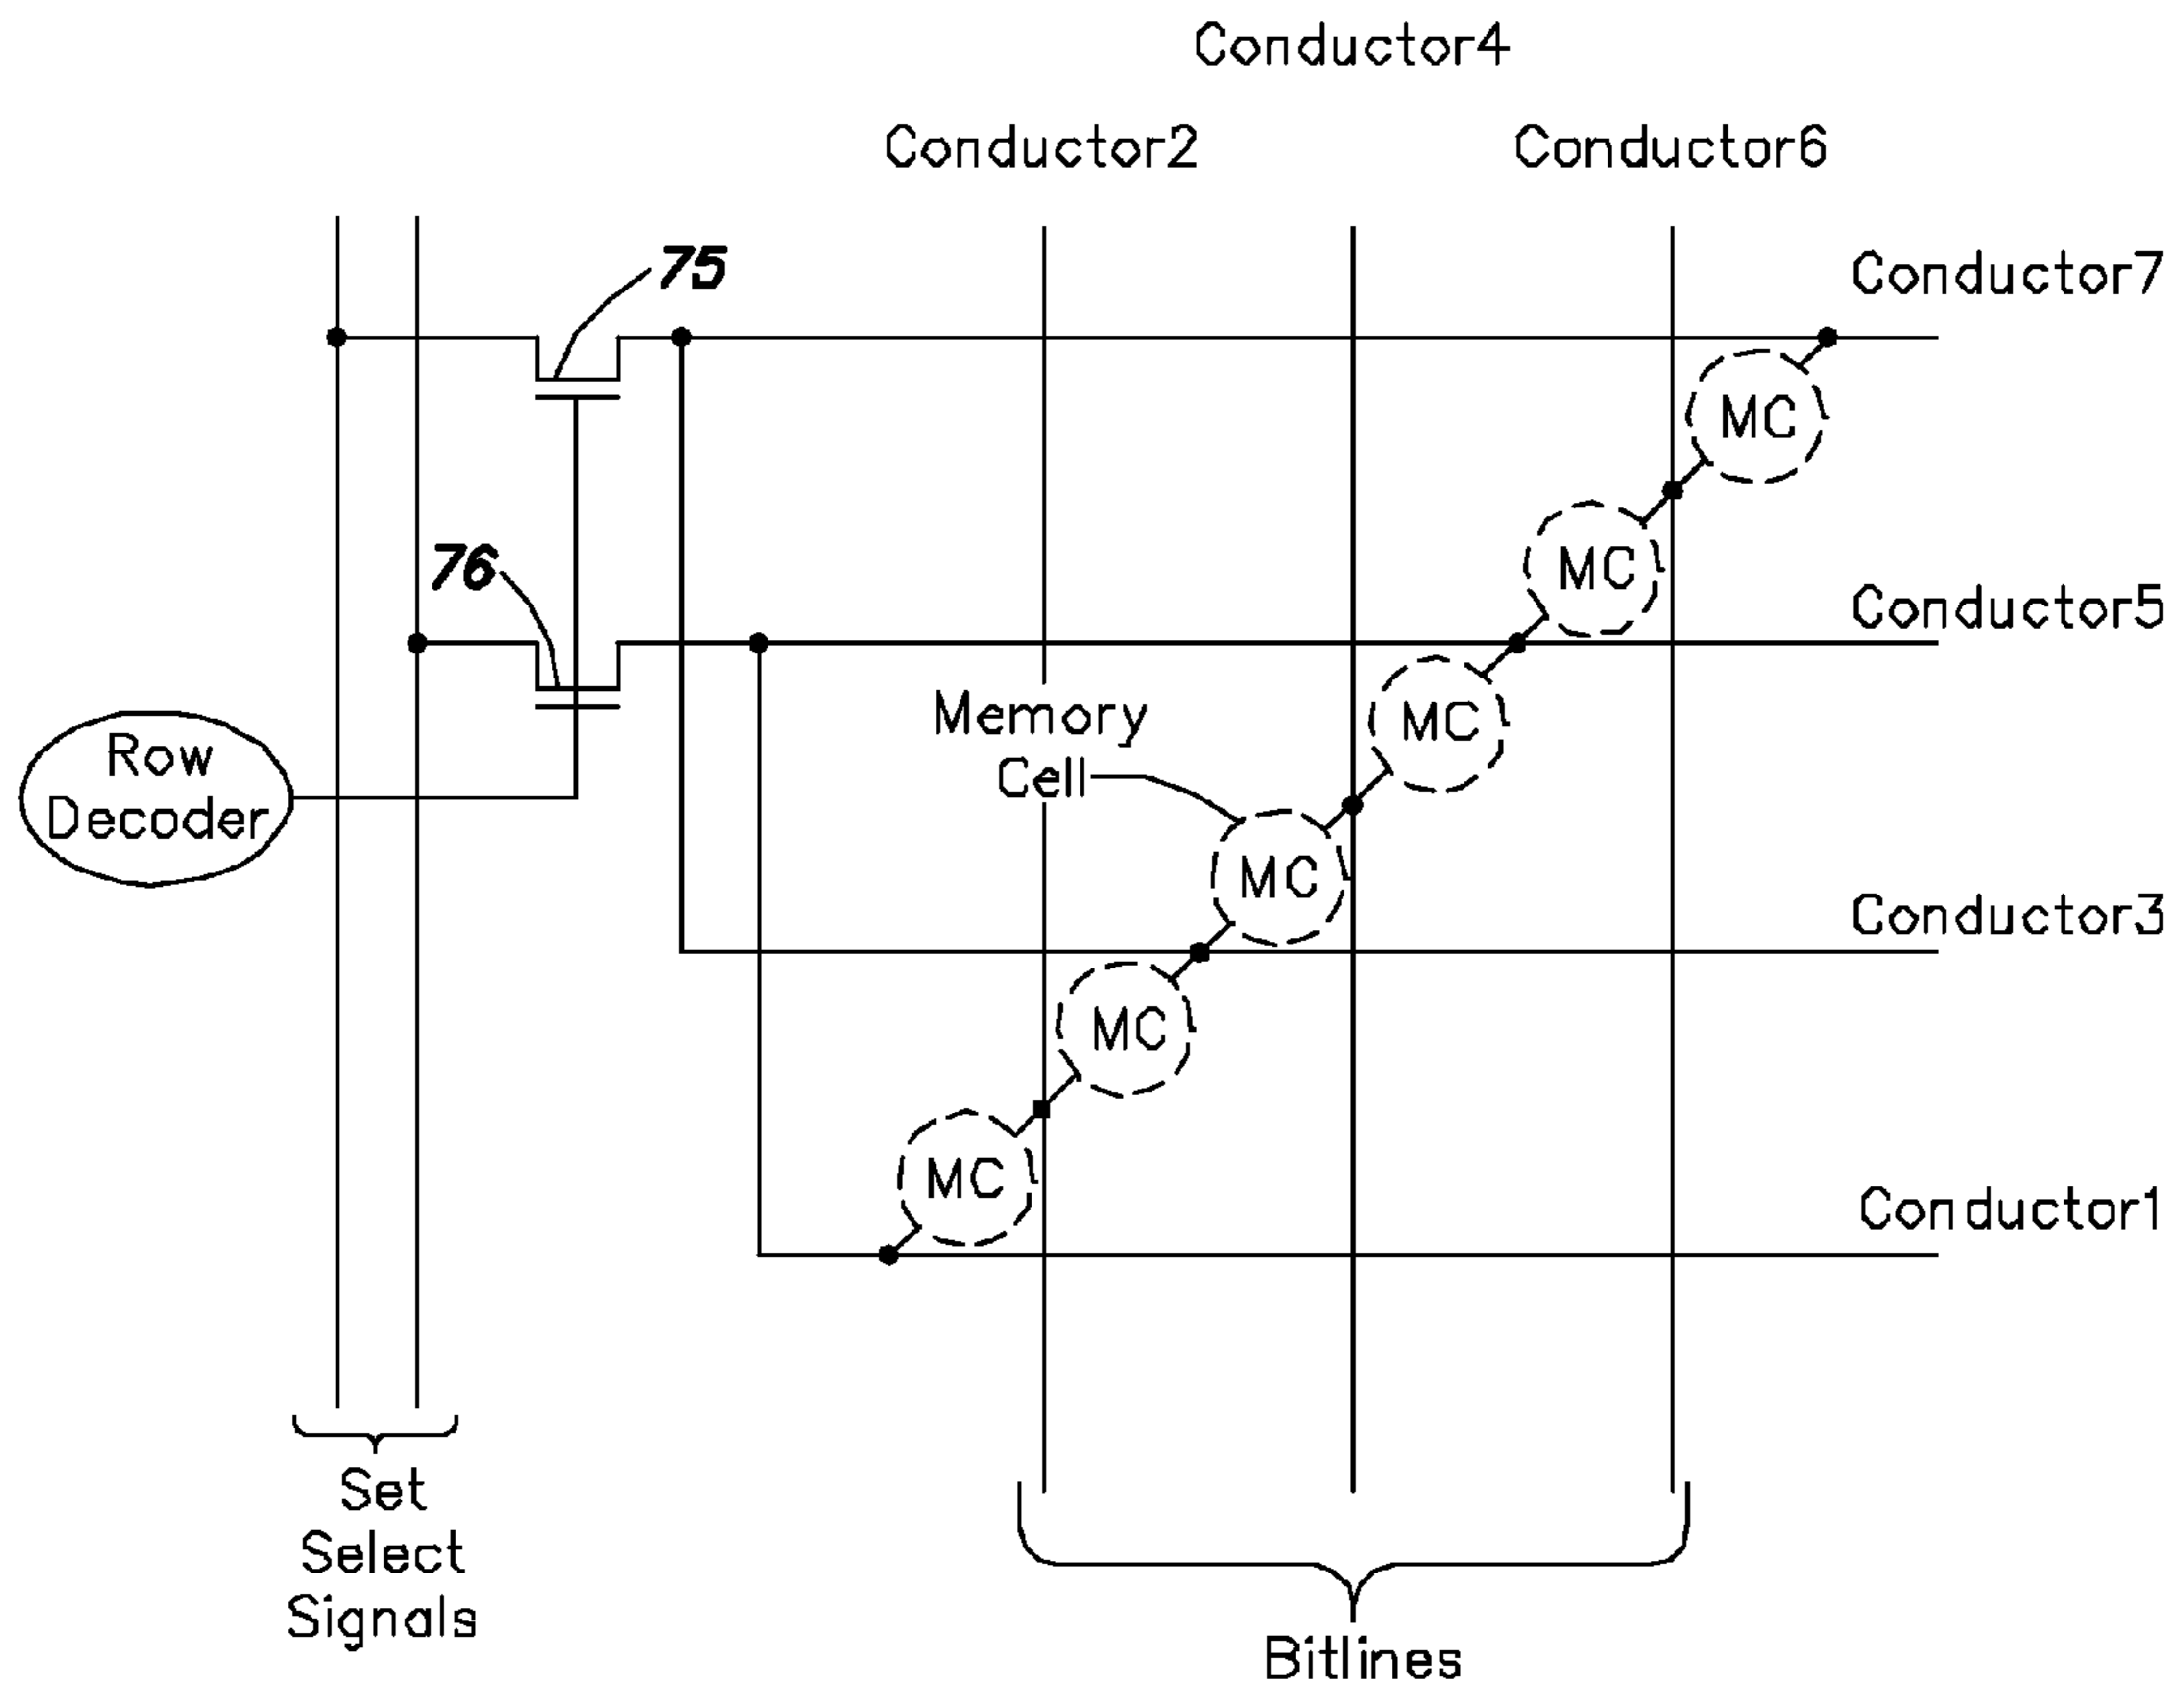 Conductor4
Conductor2
Conductor6
75
Conductor7
MC
76
MC
Conductor5
Memory
Cell
MC
Row
Decoder
MC
Conductor3
MC
MC
Conductor1
Set
Select
Signals
Bitlines